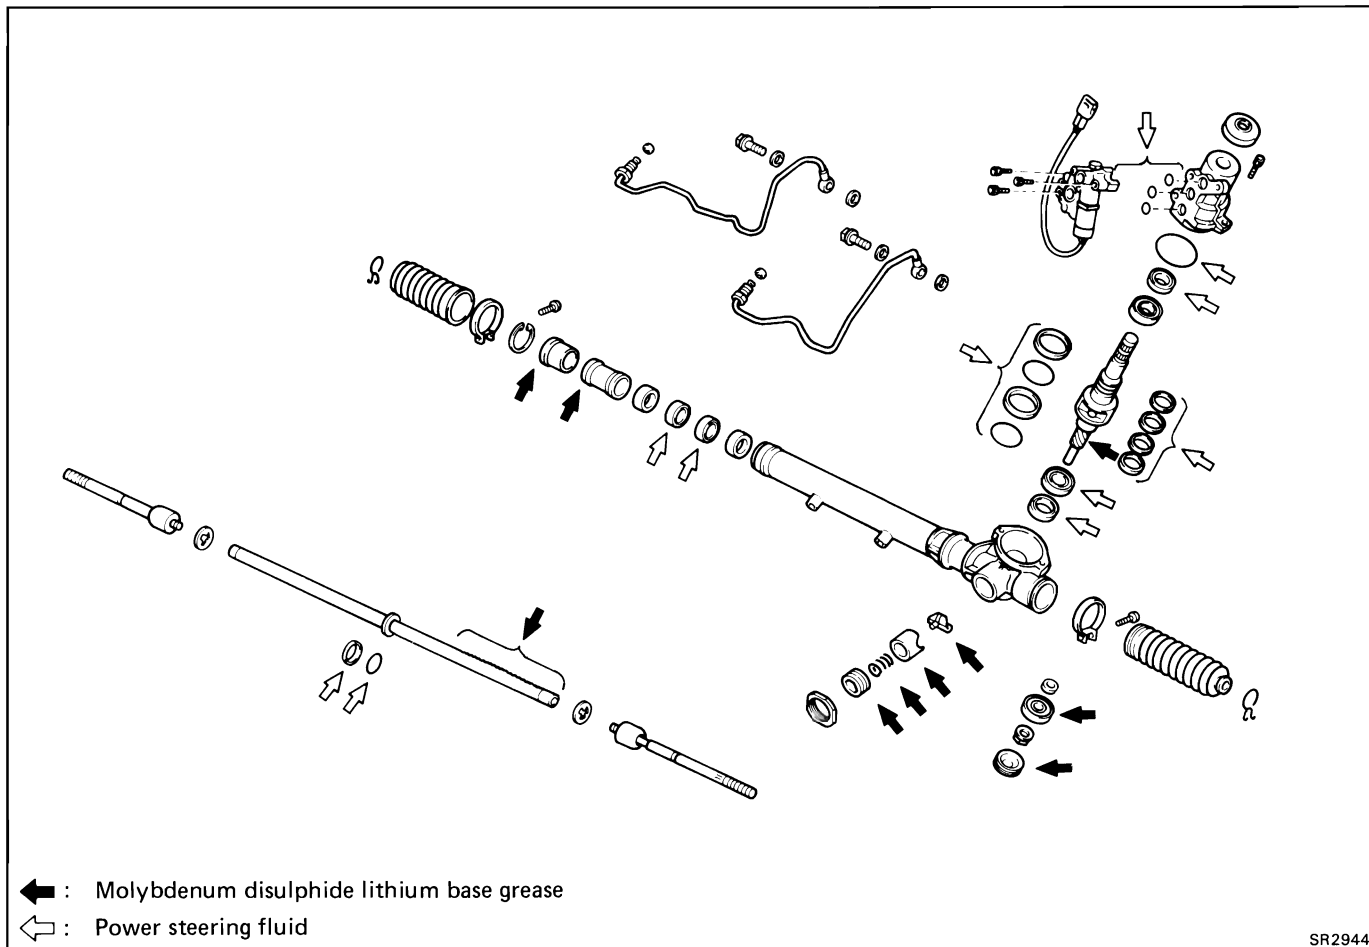 : Molybdenum disulphide lithium base grease
: Power steering fluid
SR2944